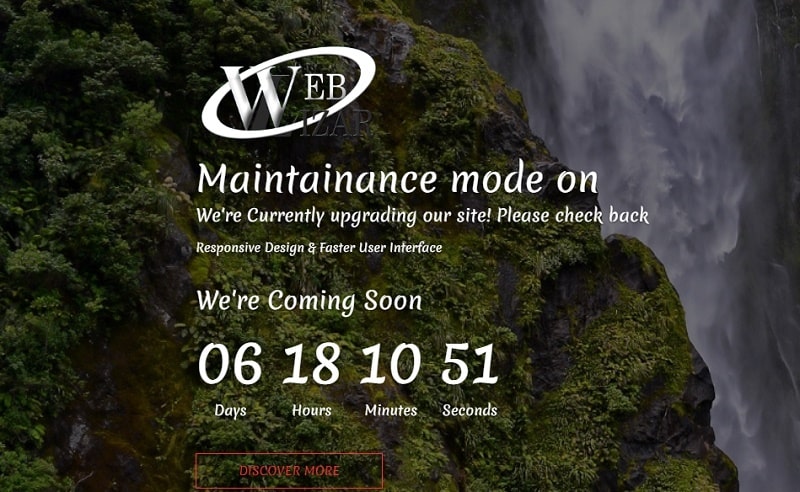 WEB
WIZAR
Maintainance mode on
We're Currently upgrading our site! Please check back
Responsive Design & Faster User Interface
We're Coming Soon
06 18 10 51
Days Hours Minutes Seconds
DISCOVER MORE